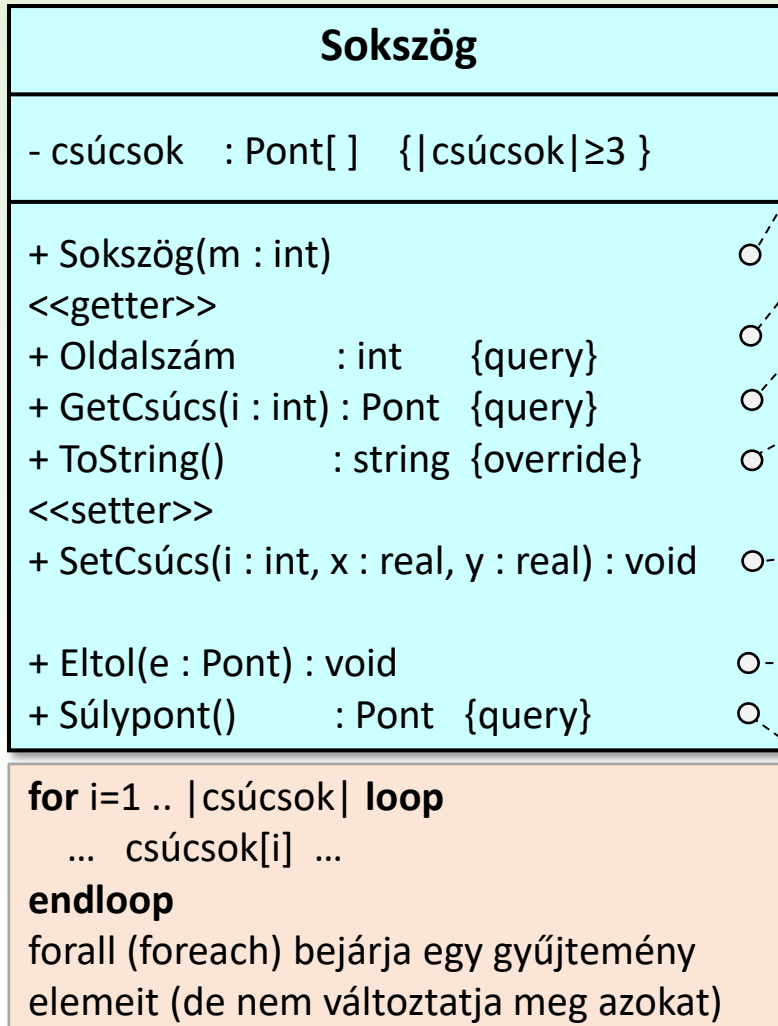 Sokszög
- csúcsok : Pont[ ] {|csúcsok|≥3 }
+ Sokszög(m : int)
<<getter>>
+ Oldalszám : int {query}
+ GetCsúcs(i : int) : Pont {query}
+ ToString() : string {override}
<<setter>>
+ SetCsúcs(i : int, x : real, y : real) : void
+ Eltol(e : Pont) : void
+ Súlypont() : Pont {query}
for i=1 .. |csúcsok| loop
… csúcsok[i] …
endloop
forall (foreach) bejárja egy gyűjtemény
elemeit (de nem változtatja meg azokat)